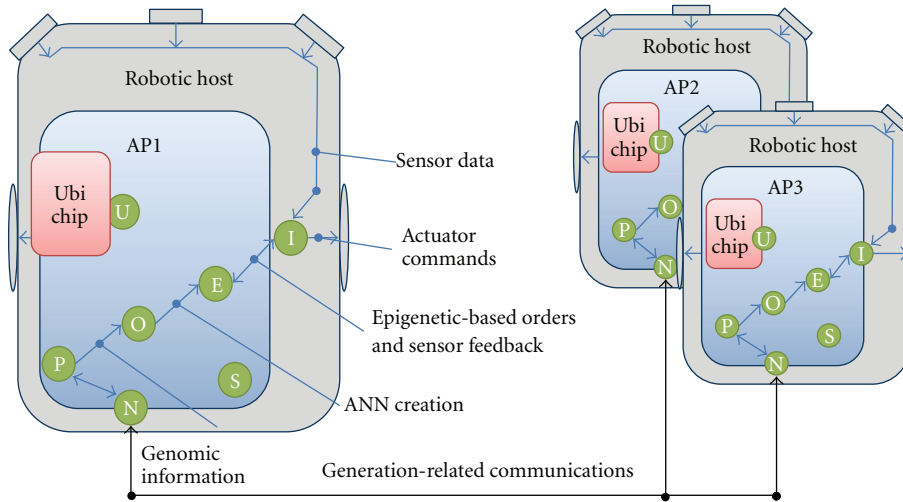 Robotic host
AP1
Ubi
chip
U
I
E
O
P
S
N
Sensor data
Actuator
commands
Epigenetic-based orders
and sensor feedback
ANN creation
Genomic
information
Generation-related communications
Robotic host
AP2
Ubi
chip
U
O
P
N
Robotic host
AP3
Ubi
chip
U
I
E
O
P
S
N